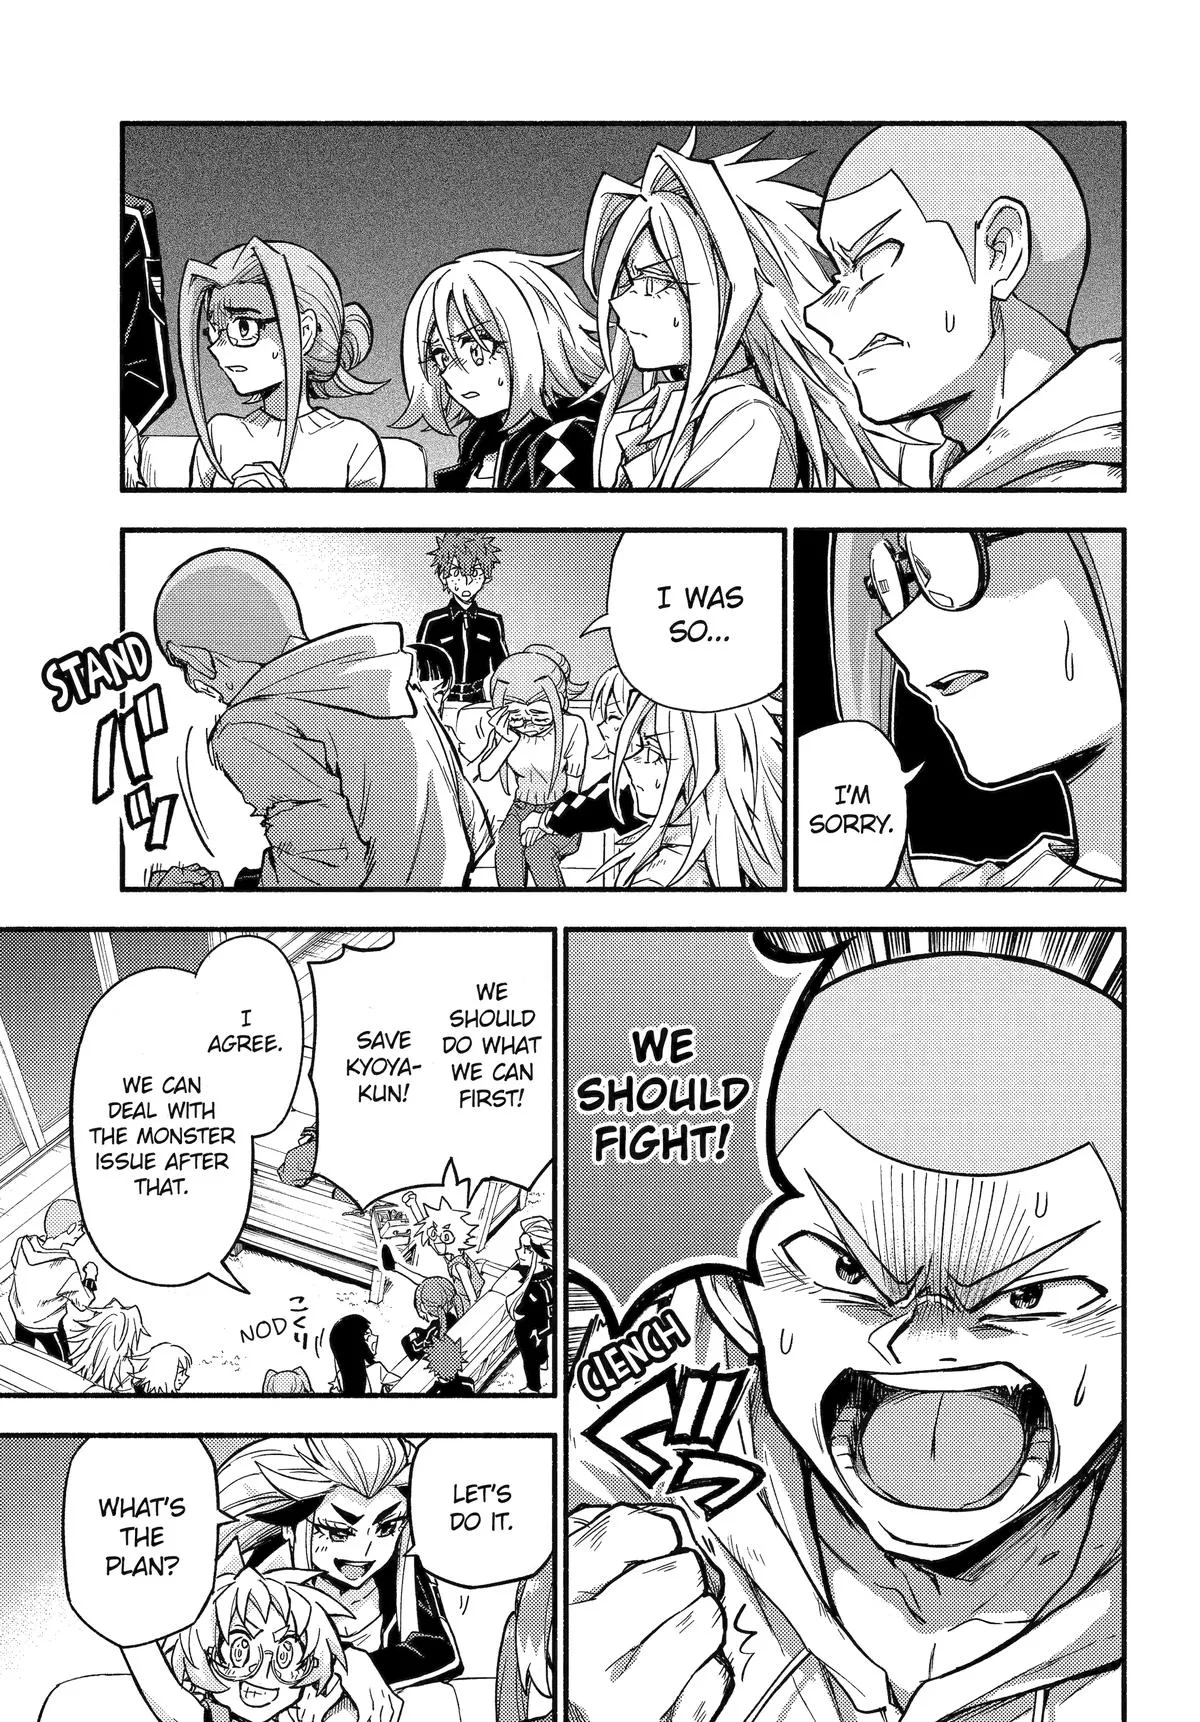 I'M
SORRY.
I WAS
SO...
STAND
バッ
WE
SHOULD
FIGHT!
CLENCH
グッ
WE
SHOULD
DO WHAT
WE CAN
FIRST!
SAVE
KYOYA-
KUN!
I
AGREE.
WE CAN
DEAL WITH
THE MONSTER
ISSUE AFTER
THAT.
NOD
こくり
LET'S
DO IT.
WHAT'S
THE
PLAN?